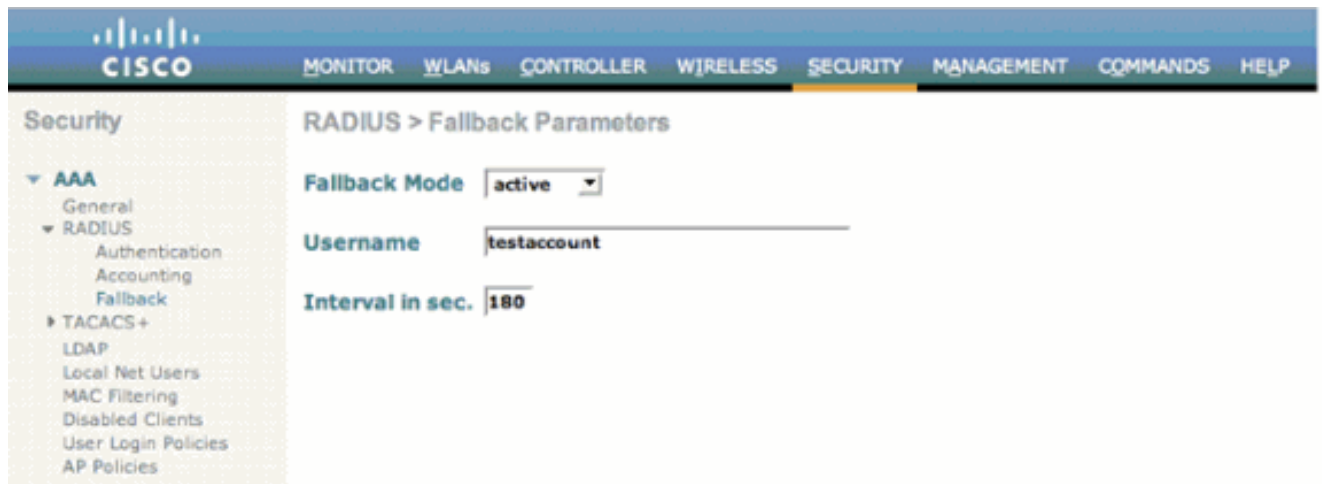 CISCO
MONITOR WLANs CONTROLLER WIRELESS SECURITY MANAGEMENT COMMANDS HELP
Security
AAA
General
RADIUS
Authentication
Accounting
Fallback
TACACS+
LDAP
Local Net Users
MAC Filtering
Disabled Clients
User Login Policies
AP Policies
RADIUS > Fallback Parameters
Fallback Mode active
Username testaccount
Interval in sec. 180